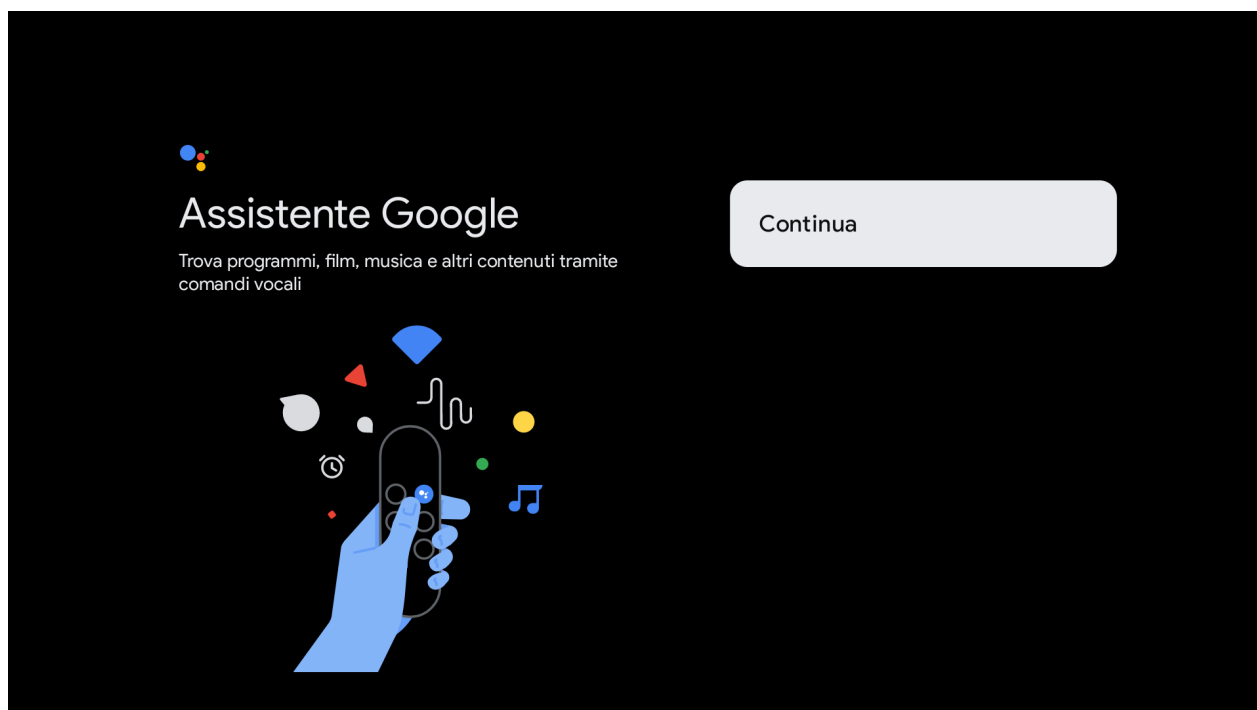 Assistente Google
Trova programmi, film, musica e altri contenuti tramite
comandi vocali
Continua